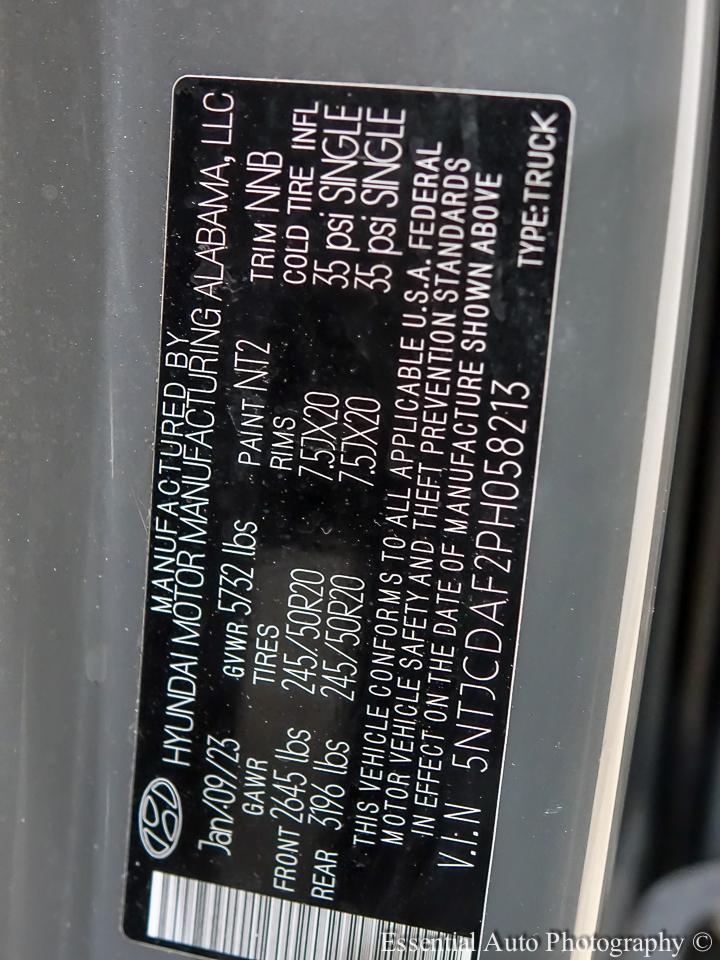 MANUFACTURED BY
HYUNDAI MOTOR MANUFACTURING ALABAMA, LLC
Jan/09/23 GVWR 5732 lbs PAINT NT2 TRIM NNB
GAWR TIRES RIMS COLD TIRE INFL
FRONT 2645 lbs 245/50R20 7.5JX20 35 psi SINGLE
REAR 3196 lbs 245/50R20 7.5JX20 35 psi SINGLE
THIS VEHICLE CONFORMS TO ALL APPLICABLE U.S.A. FEDERAL
MOTOR VEHICLE SAFETY AND THEFT PREVENTION STANDARDS
IN EFFECT ON THE DATE OF MANUFACTURE SHOWN ABOVE
V.I.N 5NTJCDAF2PH058213
TYPE:TRUCK
Essential Auto Photography ©